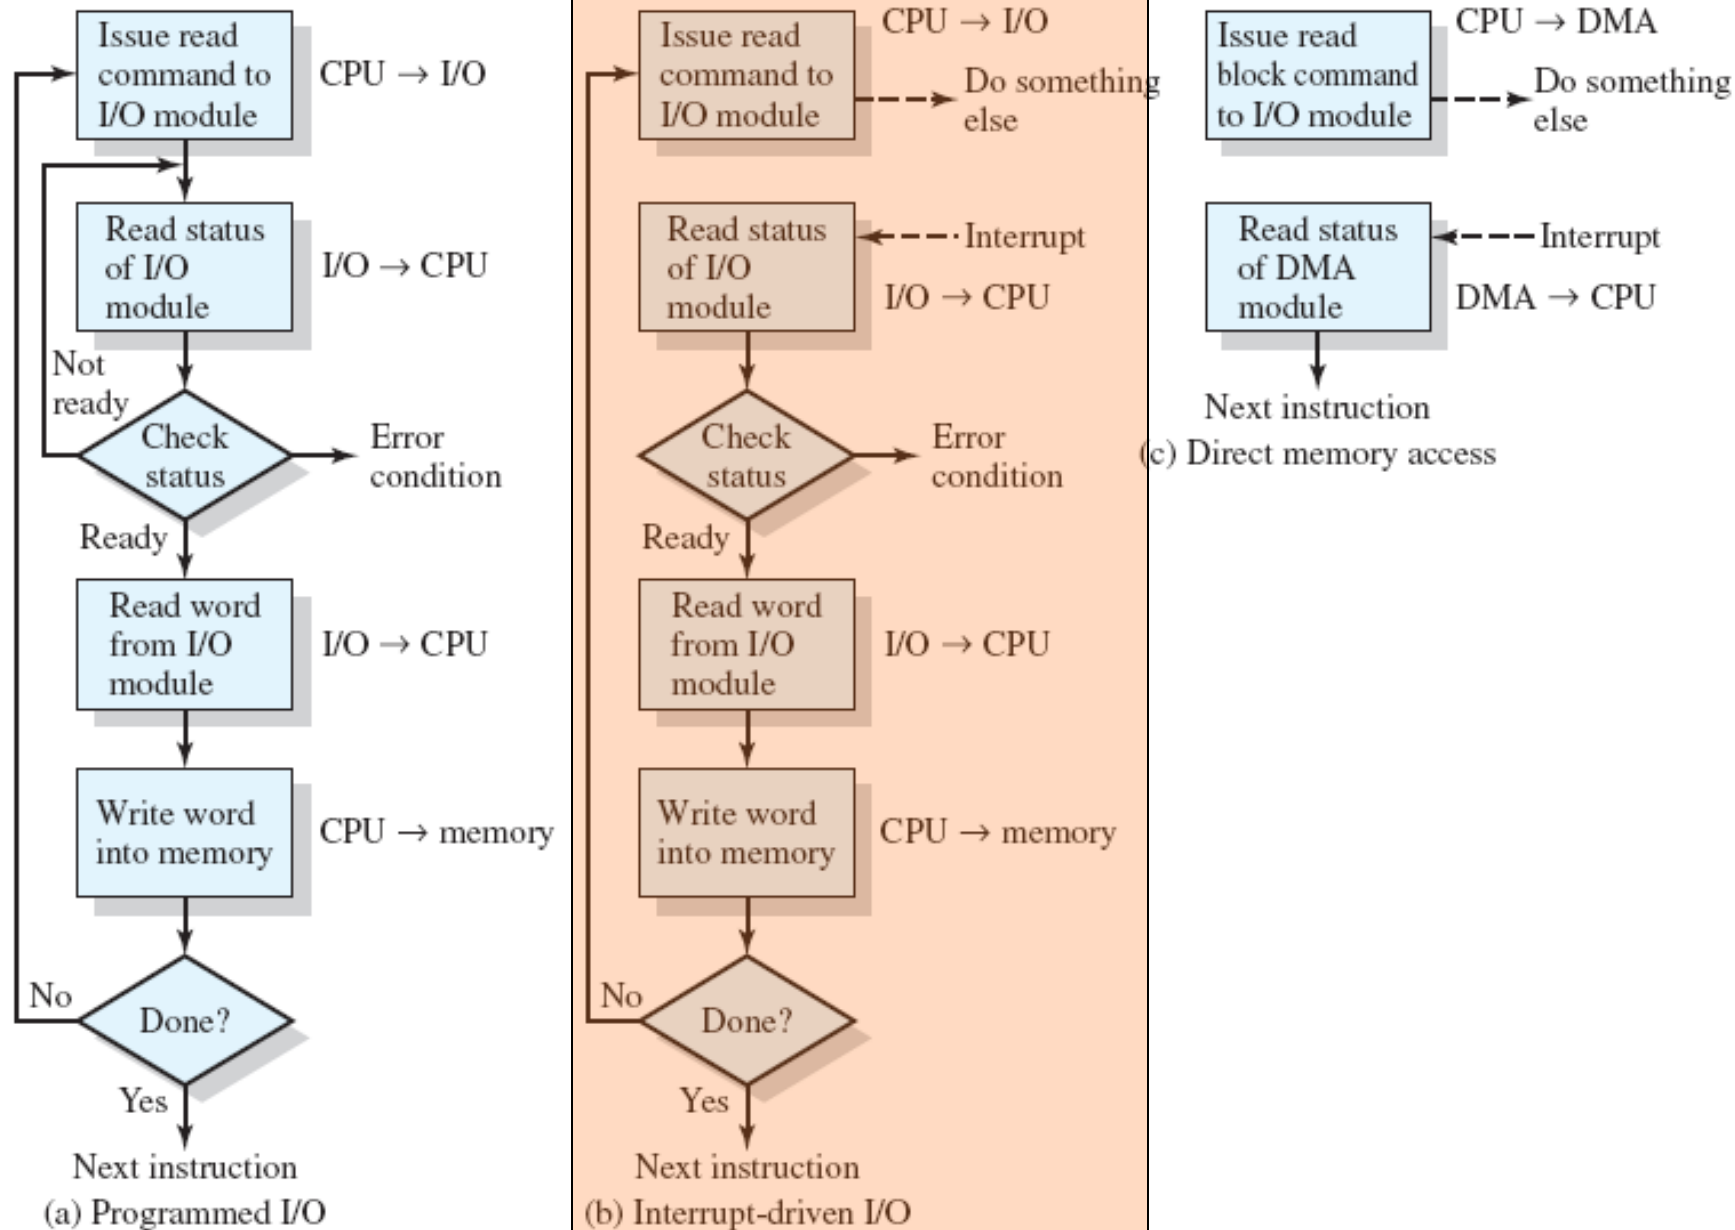 Issue read
command to
I/O module
CPU → I/O
Read status
of I/O
module
I/O → CPU
Not
ready
Check
status
Error
condition
Ready
Read word
from I/O
module
I/O → CPU
Write word
into memory
CPU → memory
No
Done?
Yes
Next instruction
(a) Programmed I/O
Issue read
command to
I/O module
CPU → I/O
Do something
else
Read status
of I/O
module
Interrupt
I/O → CPU
Check
status
Error
condition
Ready
Read word
from I/O
module
I/O → CPU
Write word
into memory
CPU → memory
No
Done?
Yes
Next instruction
(b) Interrupt-driven I/O
Issue read
block command
to I/O module
CPU → DMA
Do something
else
Read status
of DMA
module
Interrupt
DMA → CPU
Next instruction
(c) Direct memory access